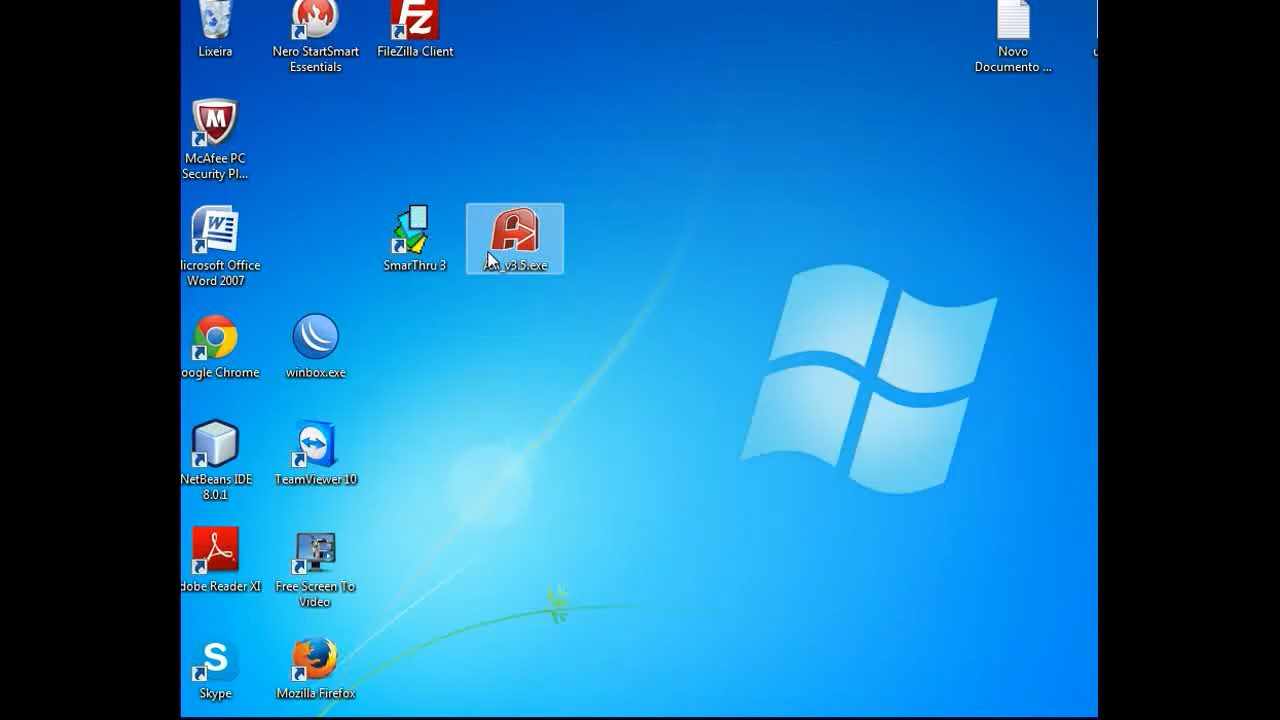 Lixeira
Nero StartSmart
Essentials
FileZilla Client
Novo
Documento ...
McAfee PC
Security Pl...
icrosoft Office
Word 2007
SmarThru 3
_v3.5.exe
oogle Chrome
winbox.exe
NetBeans IDE
8.0.1
TeamViewer 10
dobe Reader XI
Free Screen To
Video
Skype
Mozilla Firefox